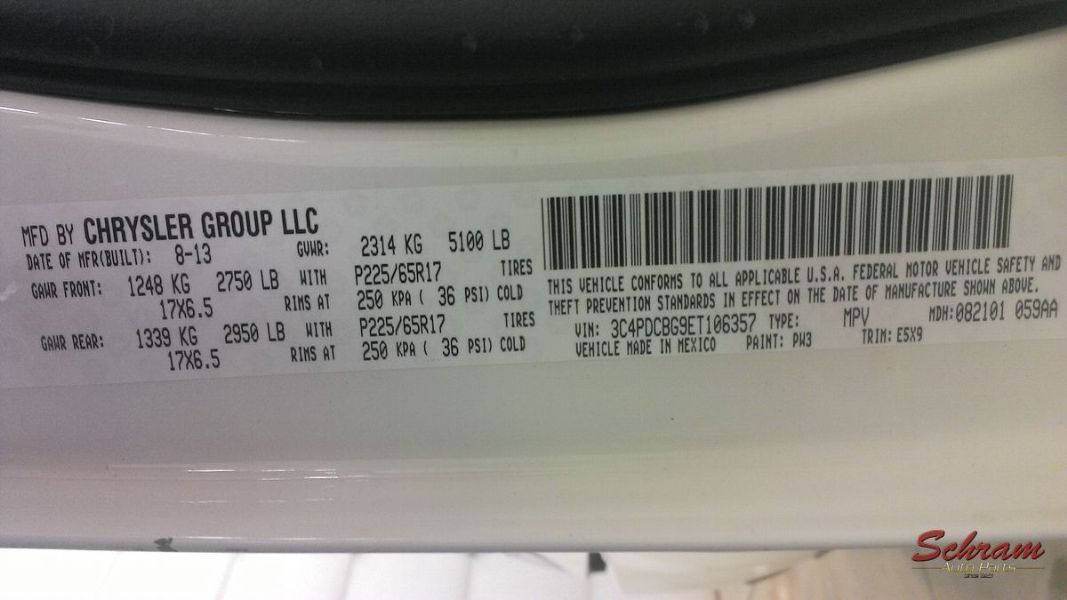 MFD BY CHRYSLER GROUP LLC
DATE OF MFR(BUILT): 8-13 GVWR: 2314 KG 5100 LB
GAWR FRONT: 1248 KG 2750 LB WITH P225/65R17 TIRES
17X6.5 RIMS AT 250 KPA ( 36 PSI) COLD
GAWR REAR: 1339 KG 2950 LB WITH P225/65R17 TIRES
17X6.5 RIMS AT 250 KPA ( 36 PSI) COLD
THIS VEHICLE CONFORMS TO ALL APPLICABLE U.S.A. FEDERAL MOTOR VEHICLE SAFETY AND
THEFT PREVENTION STANDARDS IN EFFECT ON THE DATE OF MANUFACTURE SHOWN ABOVE.
VIN: 3C4PDCBG9ET106357 TYPE: MPV MDH:082101 059AA
VEHICLE MADE IN MEXICO PAINT: PW3 TRIM: E5X9
Schram
Auto Parts